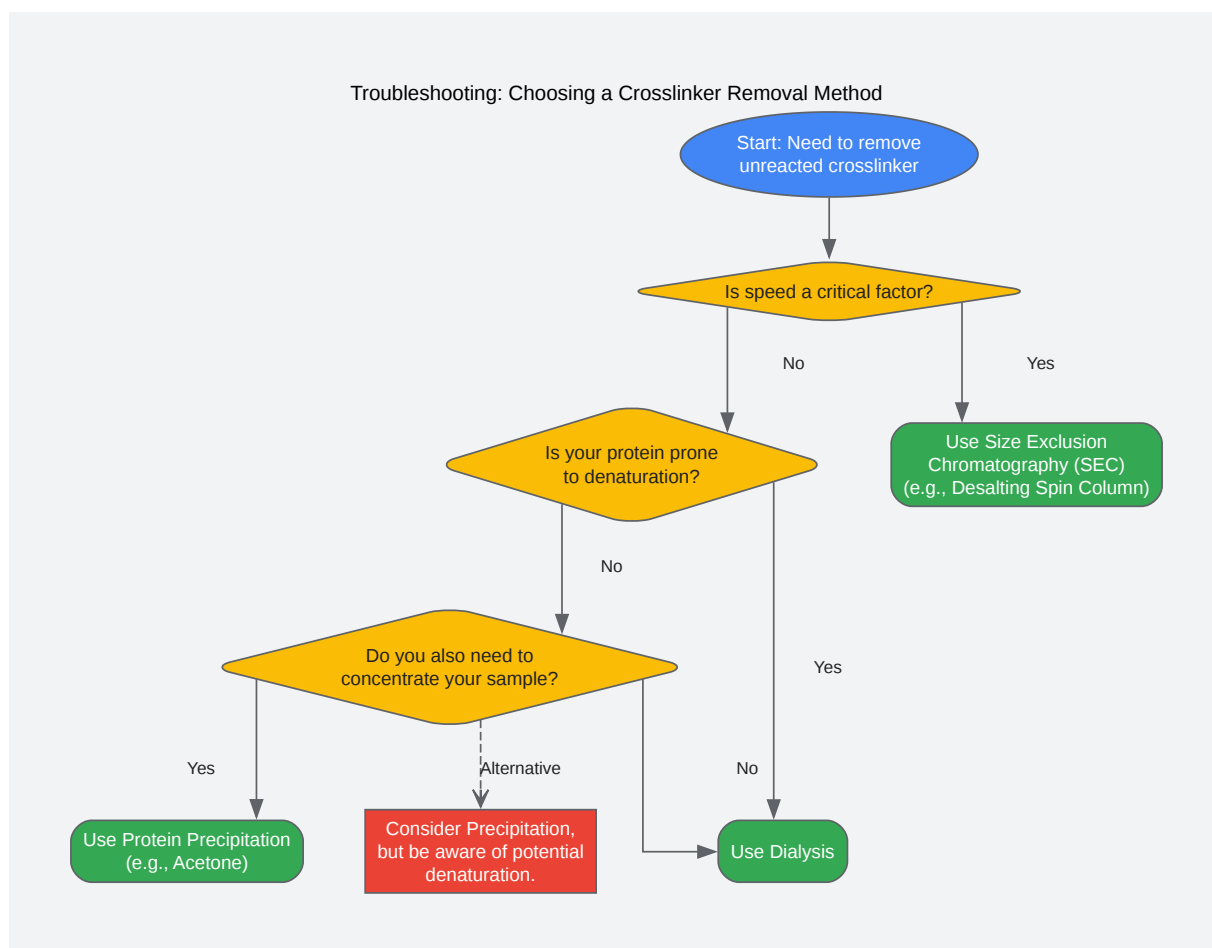 Troubleshooting: Choosing a Crosslinker Removal Method
Start: Need to remove
unreacted crosslinker
Is speed a critical factor?
No
Yes
Use Size Exclusion
Chromatography (SEC)
(e.g., Desalting Spin Column)
Is your protein prone
to denaturation?
No
Yes
Do you also need to
concentrate your sample?
Yes
Alternative
No
Use Protein Precipitation
(e.g., Acetone)
Consider Precipitation,
but be aware of potential
denaturation.
Use Dialysis